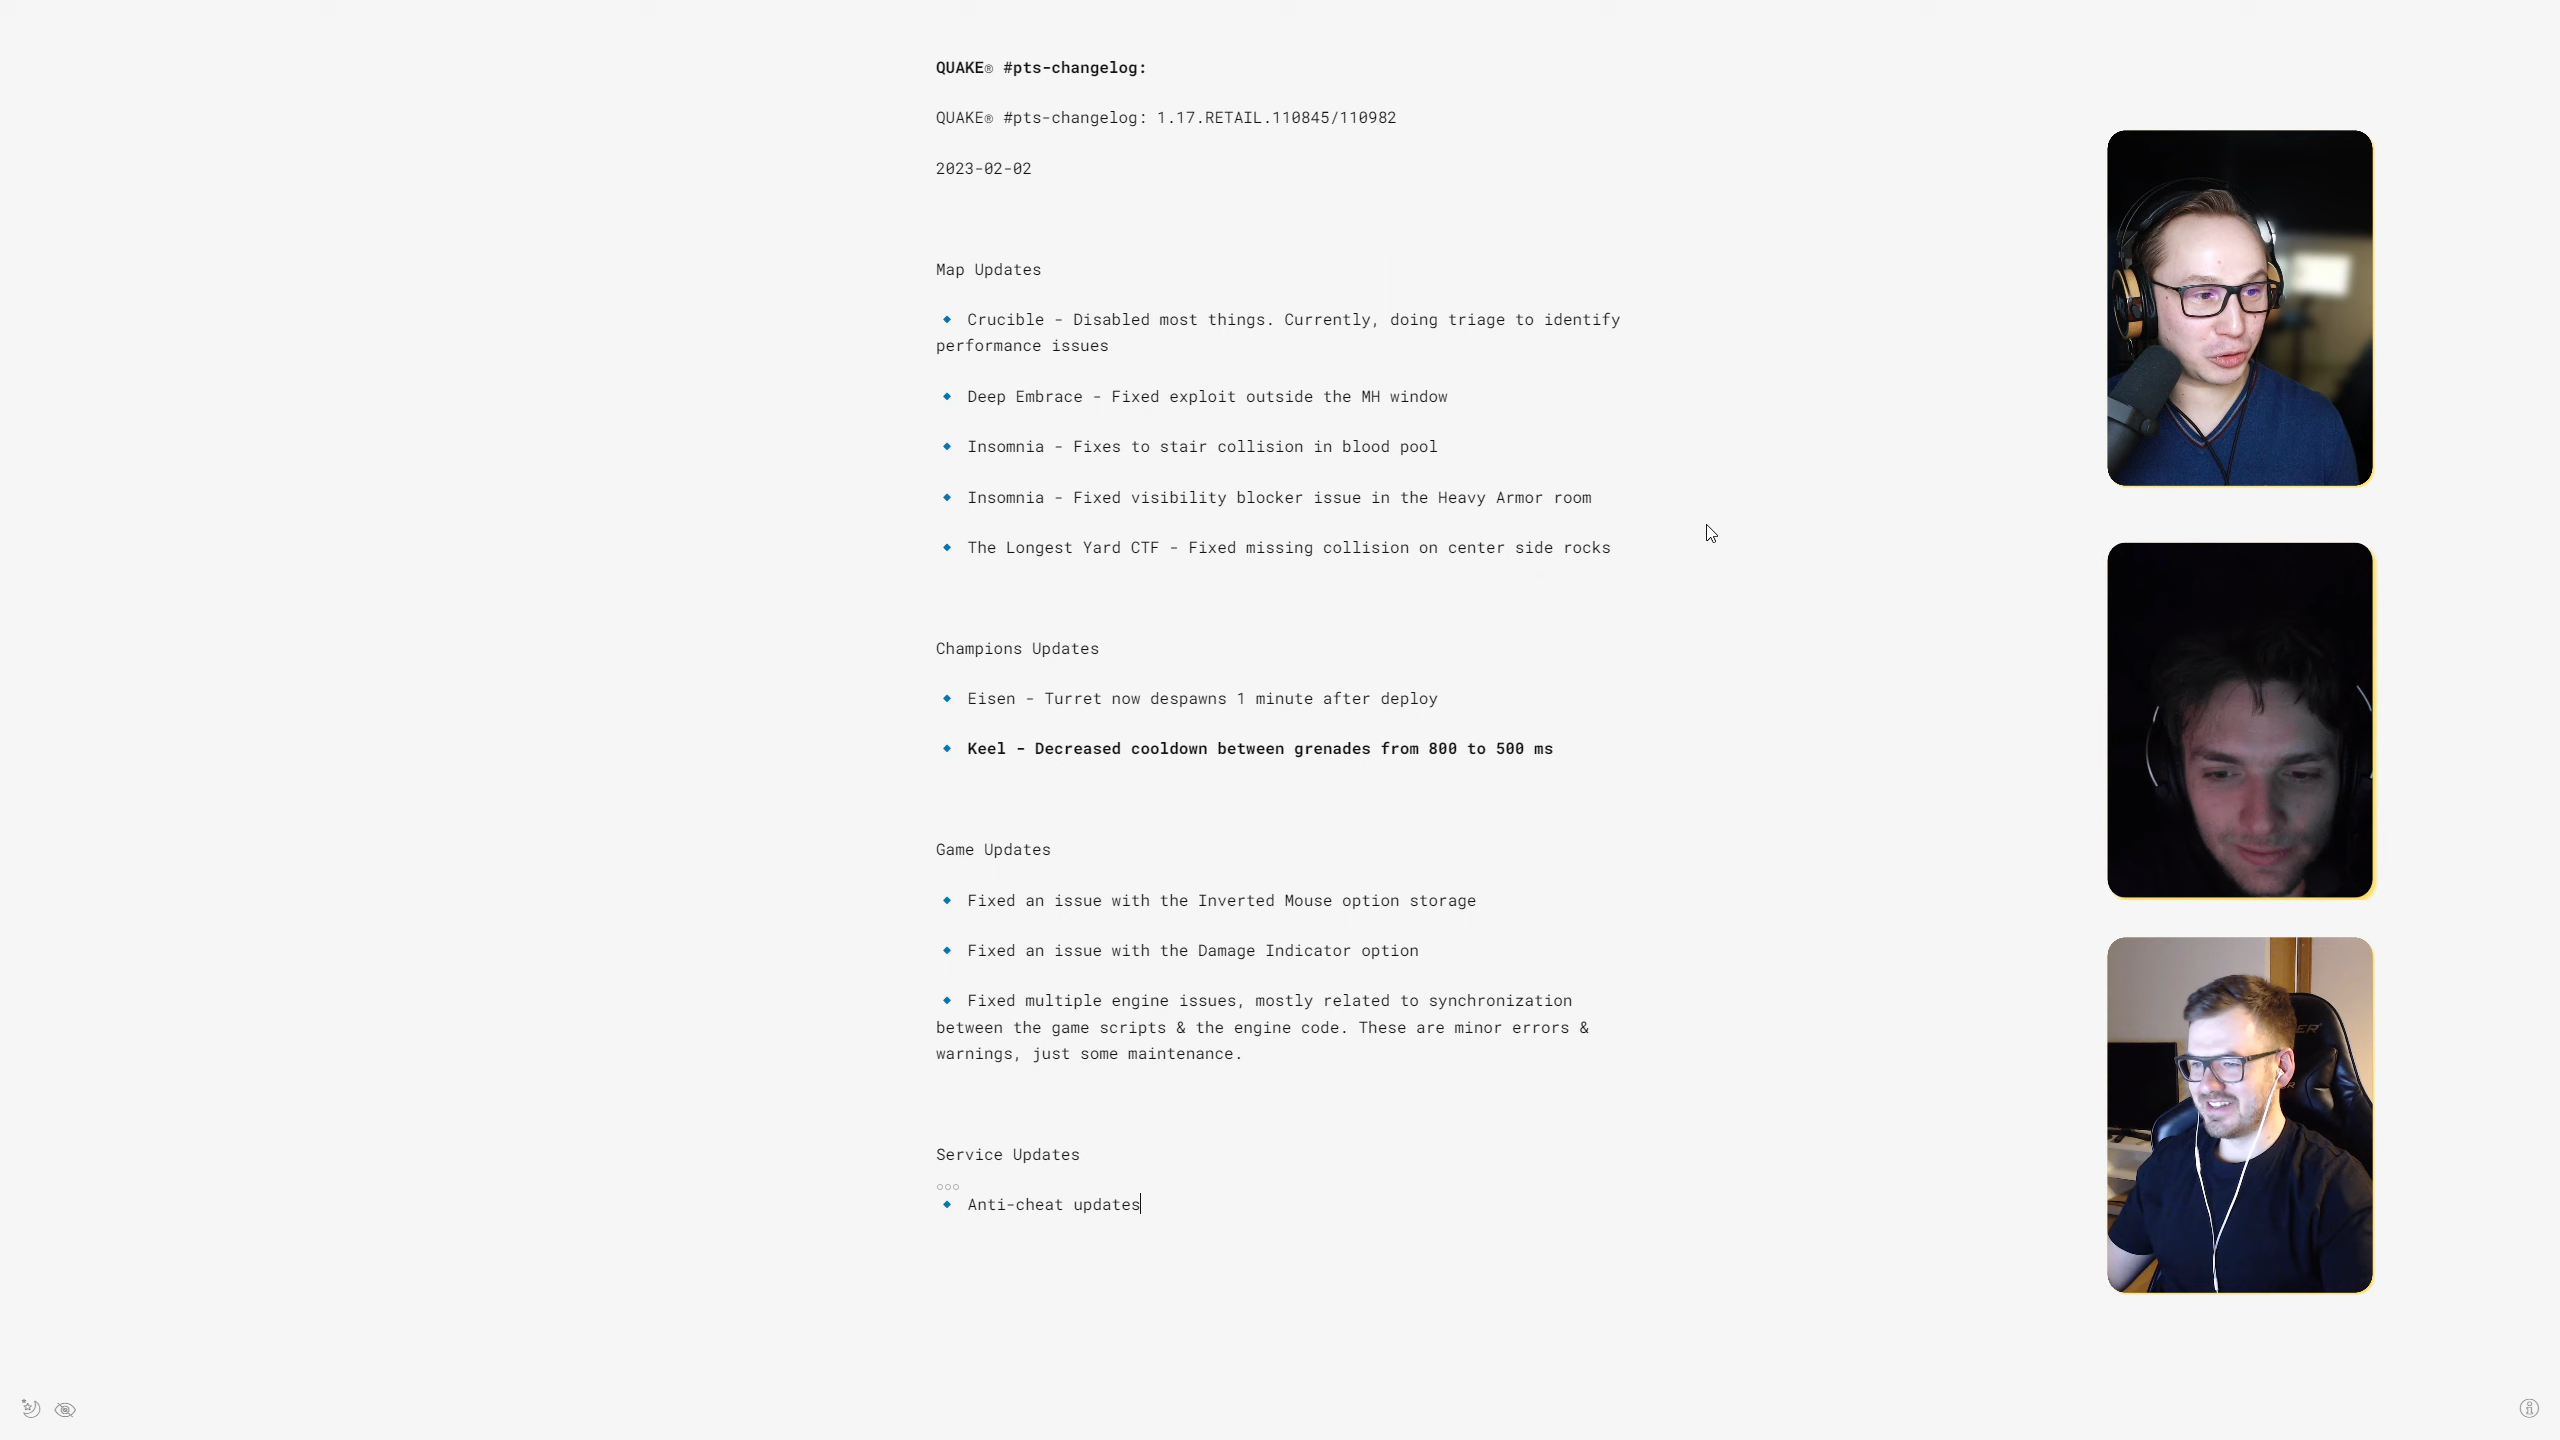 QUAKE® #pts-changelog:
QUAKE® #pts-changelog: 1.17.RETAIL.110845/110982
2023-02-02
Map Updates
🔹 Crucible - Disabled most things. Currently, doing triage to identify
performance issues
🔹 Deep Embrace - Fixed exploit outside the MH window
🔹 Insomnia - Fixes to stair collision in blood pool
🔹 Insomnia - Fixed visibility blocker issue in the Heavy Armor room
🔹 The Longest Yard CTF - Fixed missing collision on center side rocks
Champions Updates
🔹 Eisen - Turret now despawns 1 minute after deploy
🔹 Keel - Decreased cooldown between grenades from 800 to 500 ms
Game Updates
🔹 Fixed an issue with the Inverted Mouse option storage
🔹 Fixed an issue with the Damage Indicator option
🔹 Fixed multiple engine issues, mostly related to synchronization
between the game scripts & the engine code. These are minor errors &
warnings, just some maintenance.
Service Updates
🔹 Anti-cheat updates